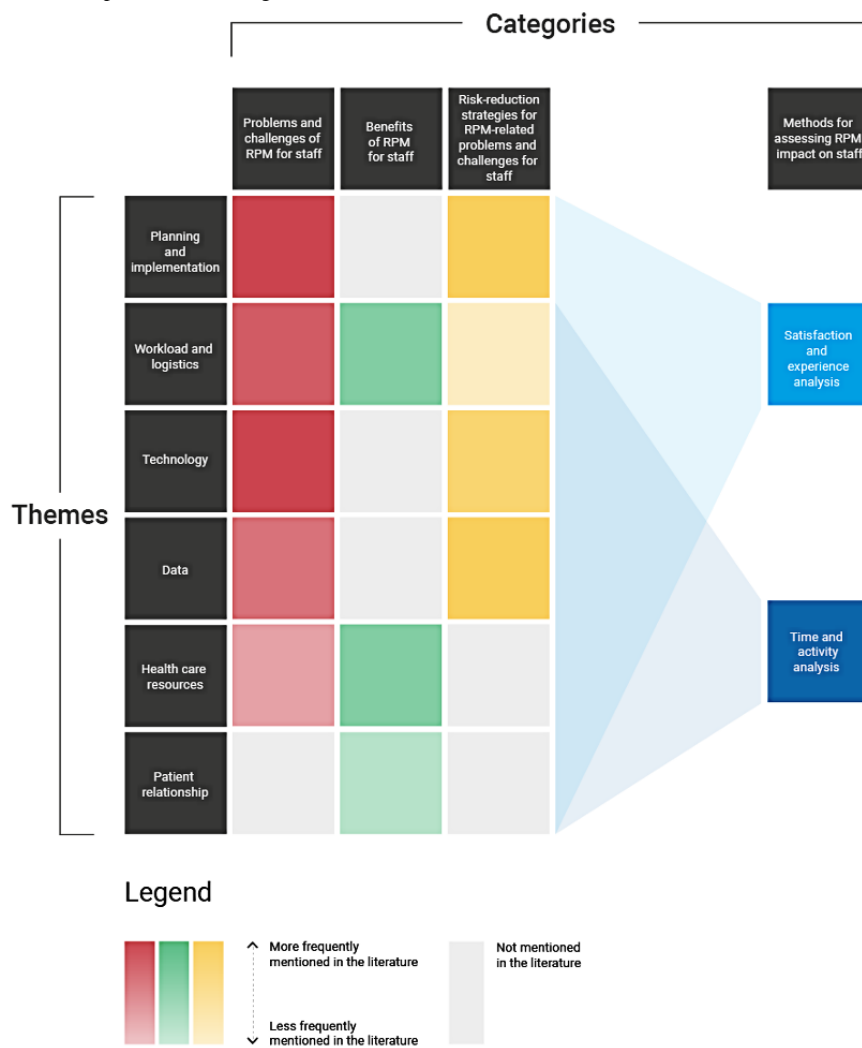 Categories
Problems and
challenges of
RPM for staff
Benefits
of RPM
for staff
Risk-reduction
strategies for
RPM-related
problems and
challenges for
staff
Methods for
assessing RPM
impact on staff
Themes
Planning
and
implementation
Workload and
logistics
Technology
Data
Health care
resources
Patient
relationship
Satisfaction
and
experience
analysis
Time and
activity
analysis
Legend
More frequently
mentioned in the literature
Less frequently
mentioned in the literature
Not mentioned
in the literature